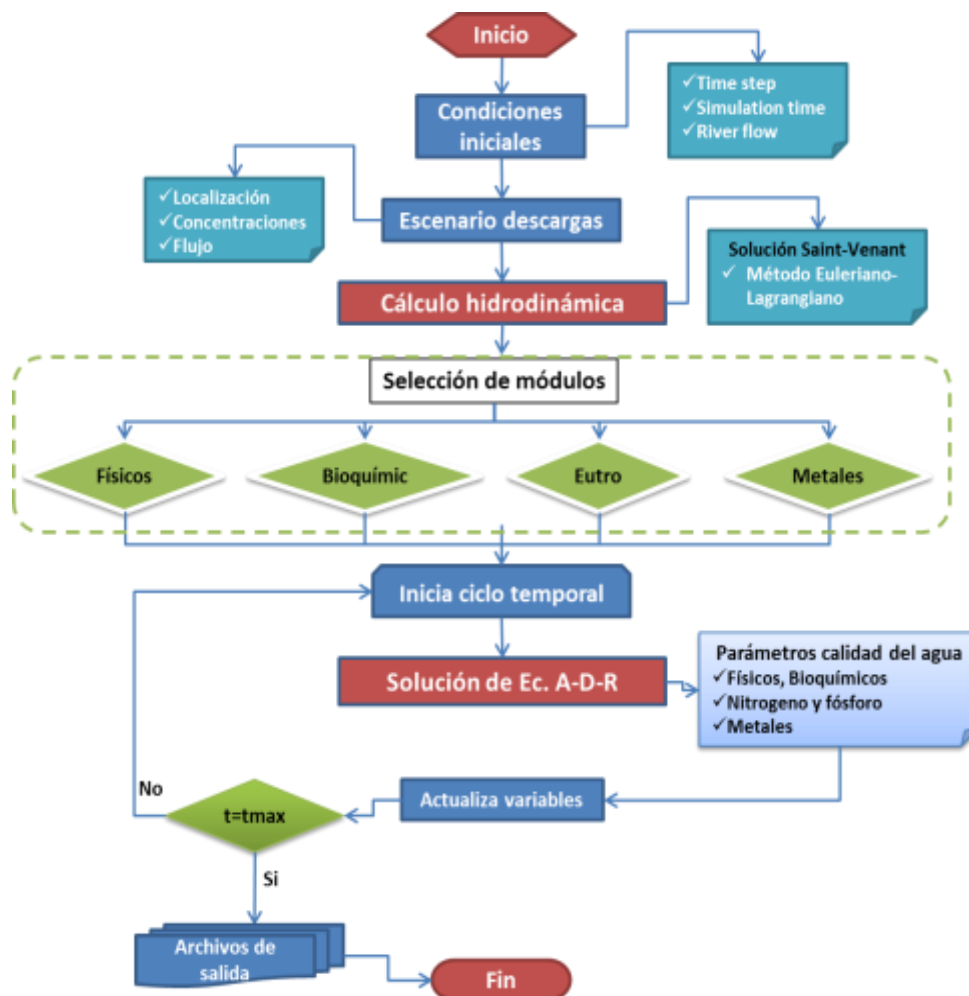 Inicio
✓Time step
✓Simulation time
✓River flow
Condiciones
iniciales
✓Localización
✓Concentraciones
✓Flujo
Escenario descargas
Solución Saint-Venant
✓ Método Euleriano-
Lagrangiano
Cálculo hidrodinámica
Selección de módulos
Físicos
Bioquímic
Eutro
Metales
Inicia ciclo temporal
Solución de Ec. A-D-R
Parámetros calidad del agua
✓Físicos, Bioquímicos
✓Nitrogeno y fósforo
✓Metales
Actualiza variables
No
t=tmax
Si
Archivos de
salida
Fin